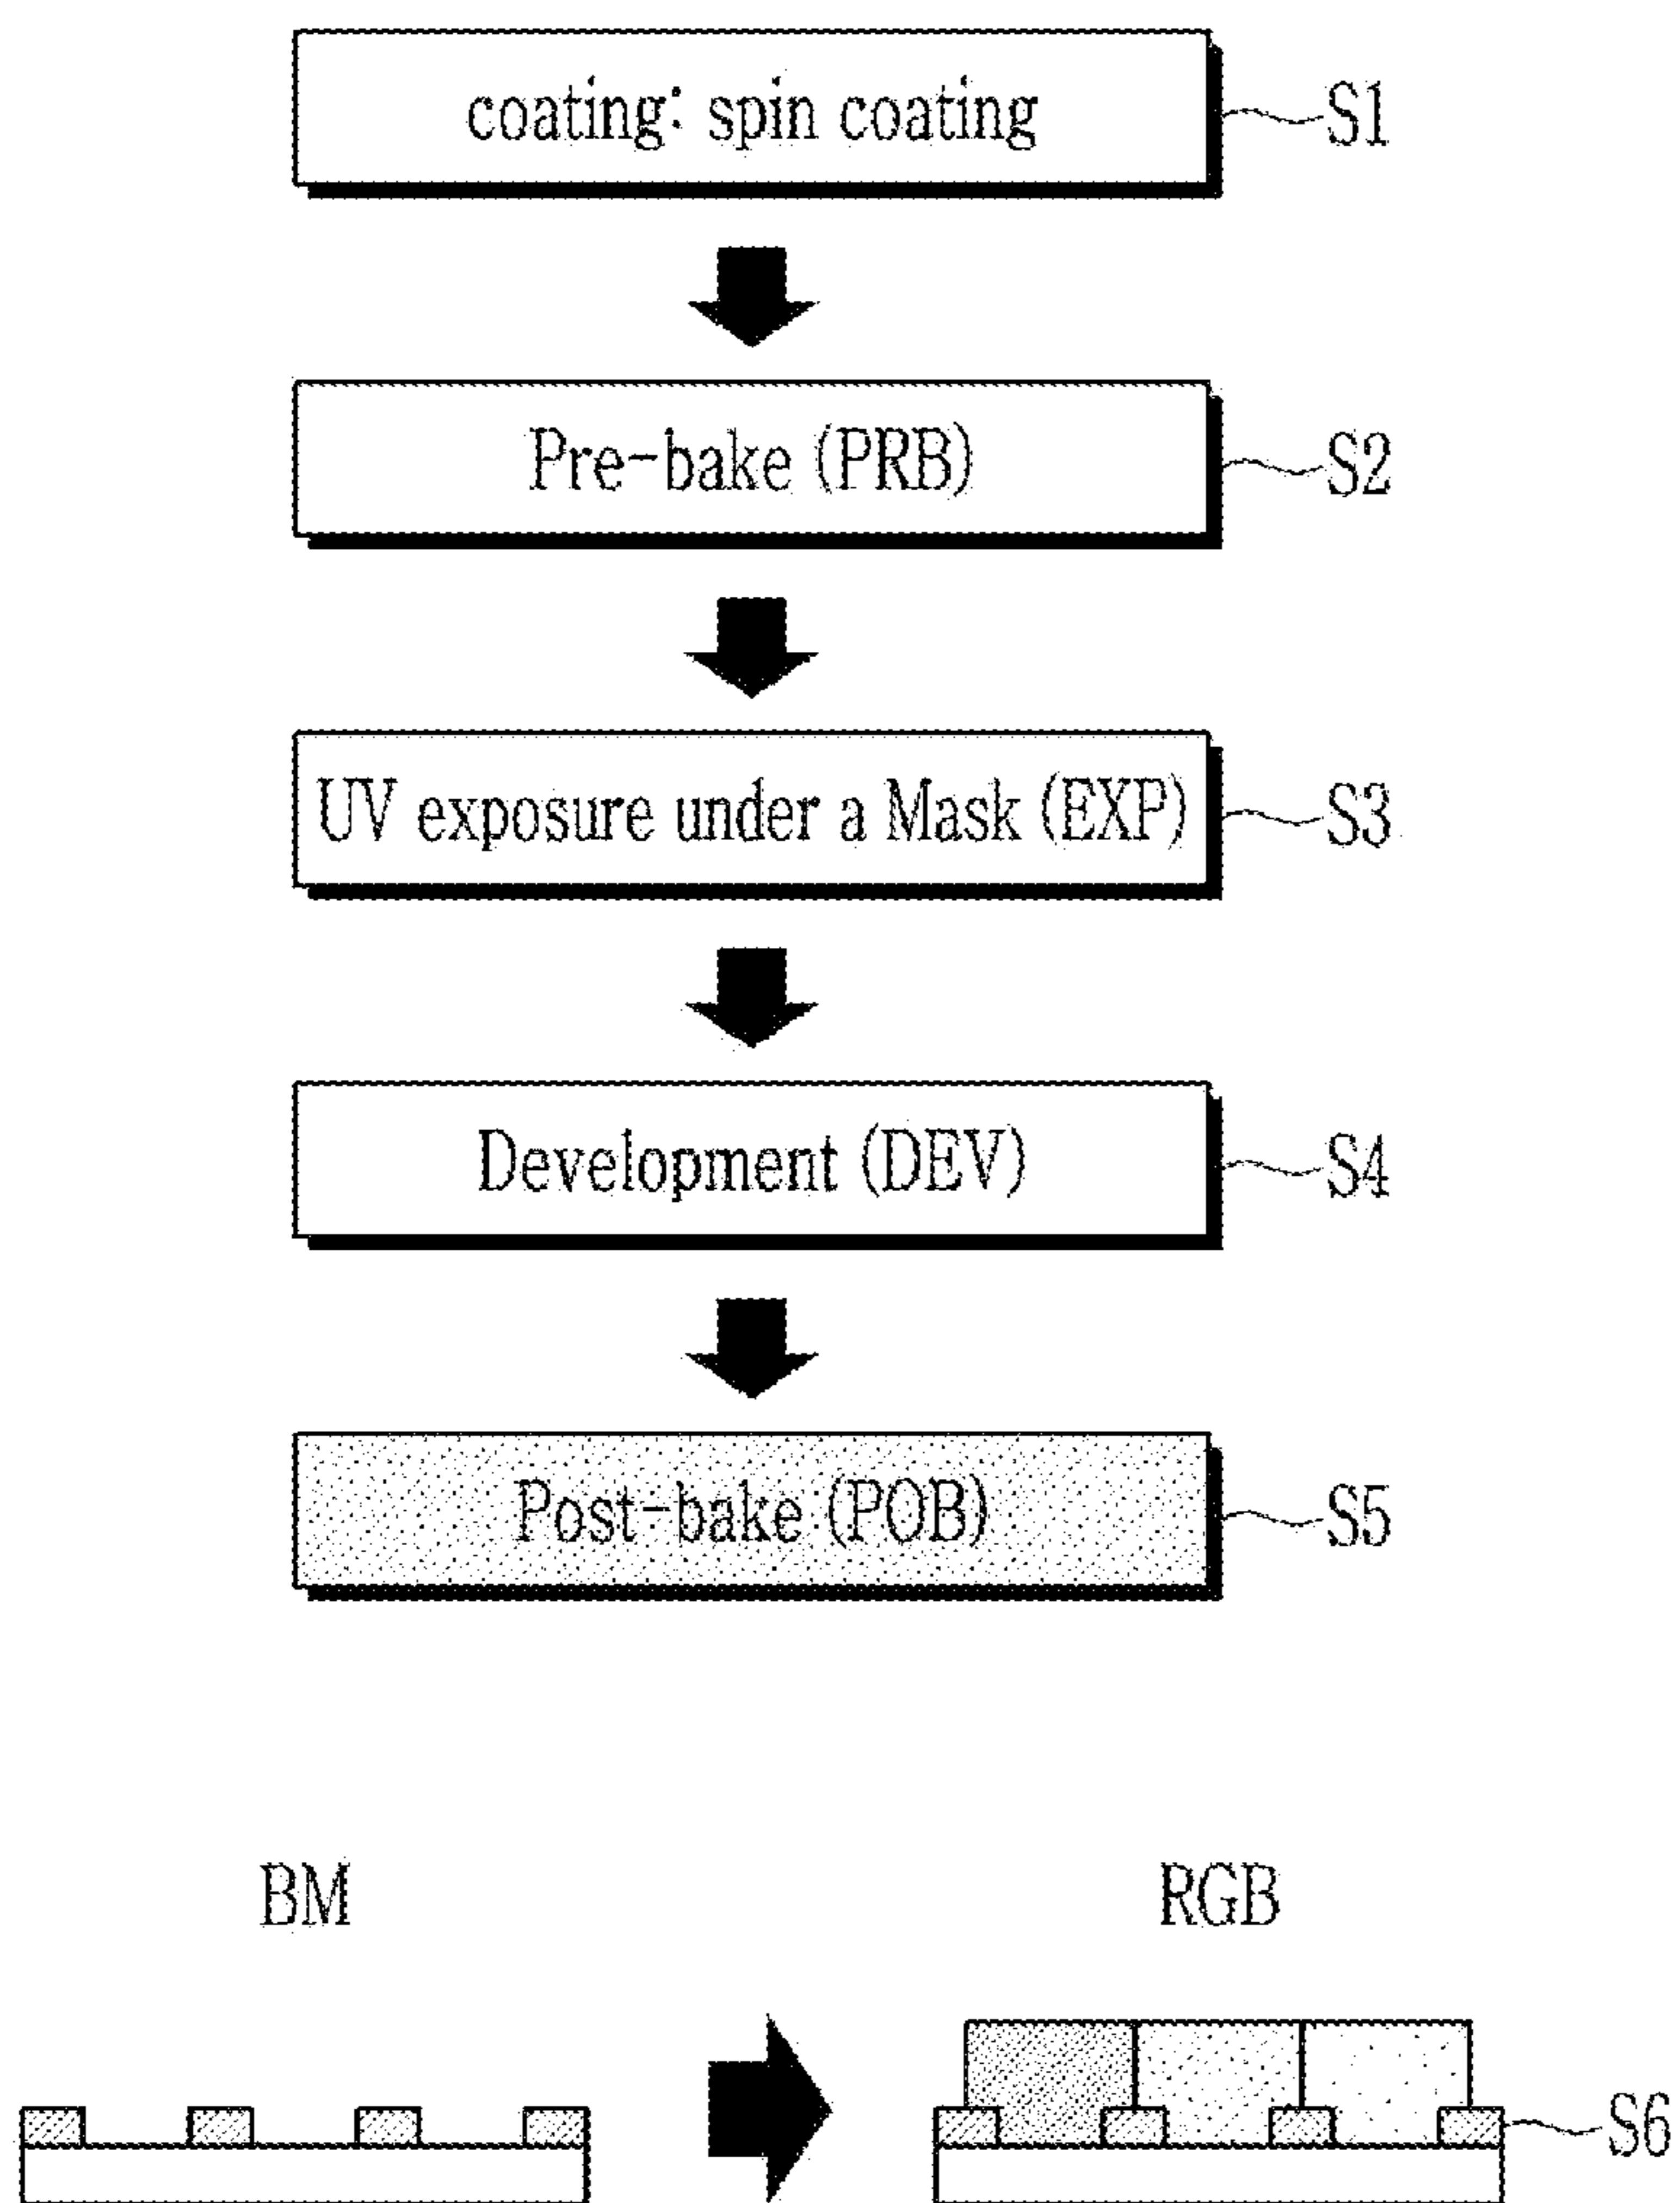 coating: spin coating S1
Pre-bake (PRB) S2
UV exposure under a Mask (EXP) S3
Development (DEV) S4
Post-bake (POB) S5
BM RGB
S6